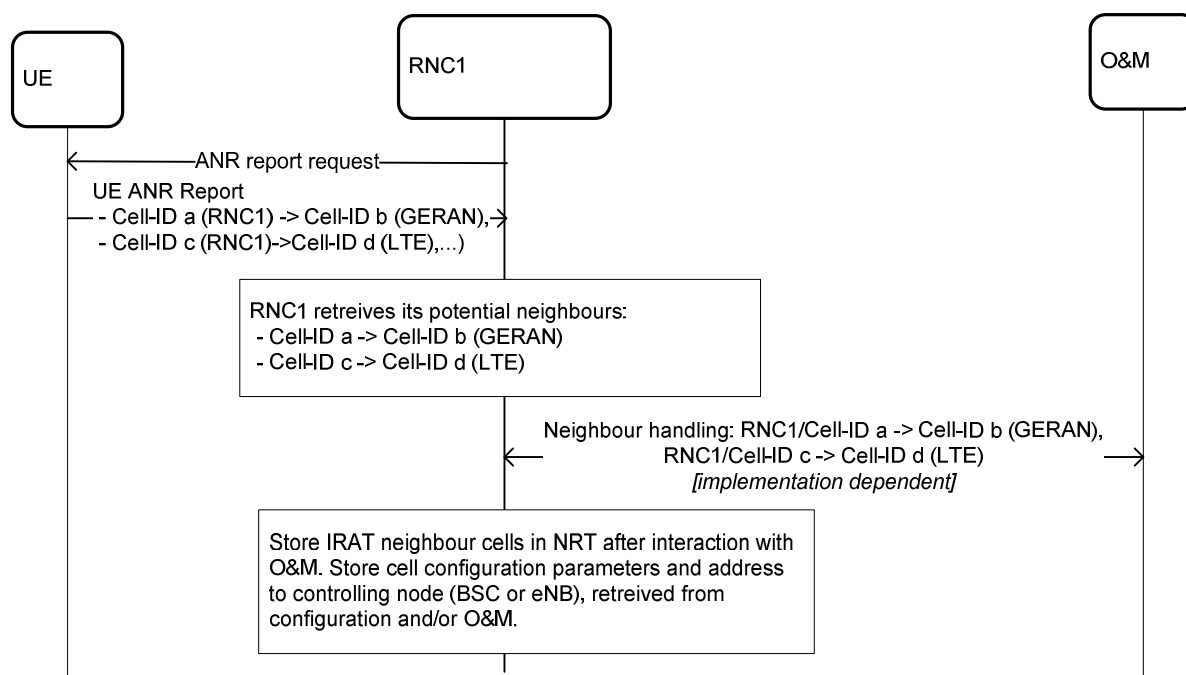 UE
RNC1
O&M
ANR report request
UE ANR Report
- Cell-ID a (RNC1) -> Cell-ID b (GERAN),
- Cell-ID c (RNC1)->Cell-ID d (LTE),...)
RNC1 retreives its potential neighbours:
- Cell-ID a -> Cell-ID b (GERAN)
- Cell-ID c -> Cell-ID d (LTE)
Neighbour handling: RNC1/Cell-ID a -> Cell-ID b (GERAN),
RNC1/Cell-ID c -> Cell-ID d (LTE)
[implementation dependent]
Store IRAT neighbour cells in NRT after interaction with
O&M. Store cell configuration parameters and address
to controlling node (BSC or eNB), retreived from
configuration and/or O&M.